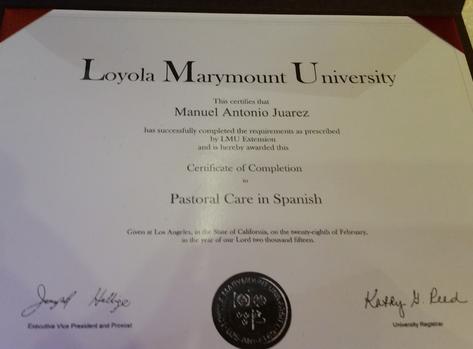 Loyola Marymount University
This certifies that
Manuel Antonio Juarez
has successfully completed the requirements as prescribed
by LMU Extension
and is hereby awarded this
Certificate of Completion
in
Pastoral Care in Spanish
Given at Los Angeles, in the State of California, on the twenty-eighth of February,
in the year of our Lord two thousand fifteen.
Executive Vice President and Provost
University Registrar